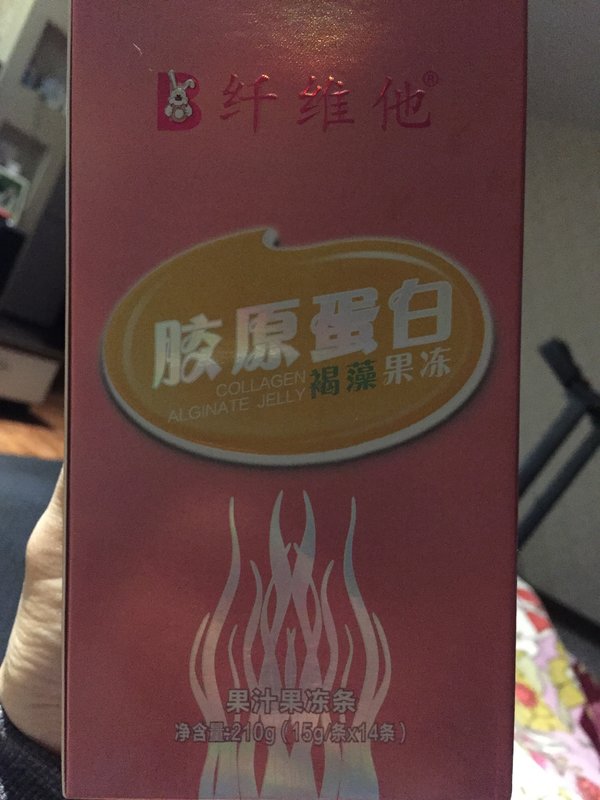 B 纤维他®
胶原蛋白
COLLAGEN
ALGINATE JELLY
褐藻果冻
果汁果冻条
净含量:210g（15g/条x14条）